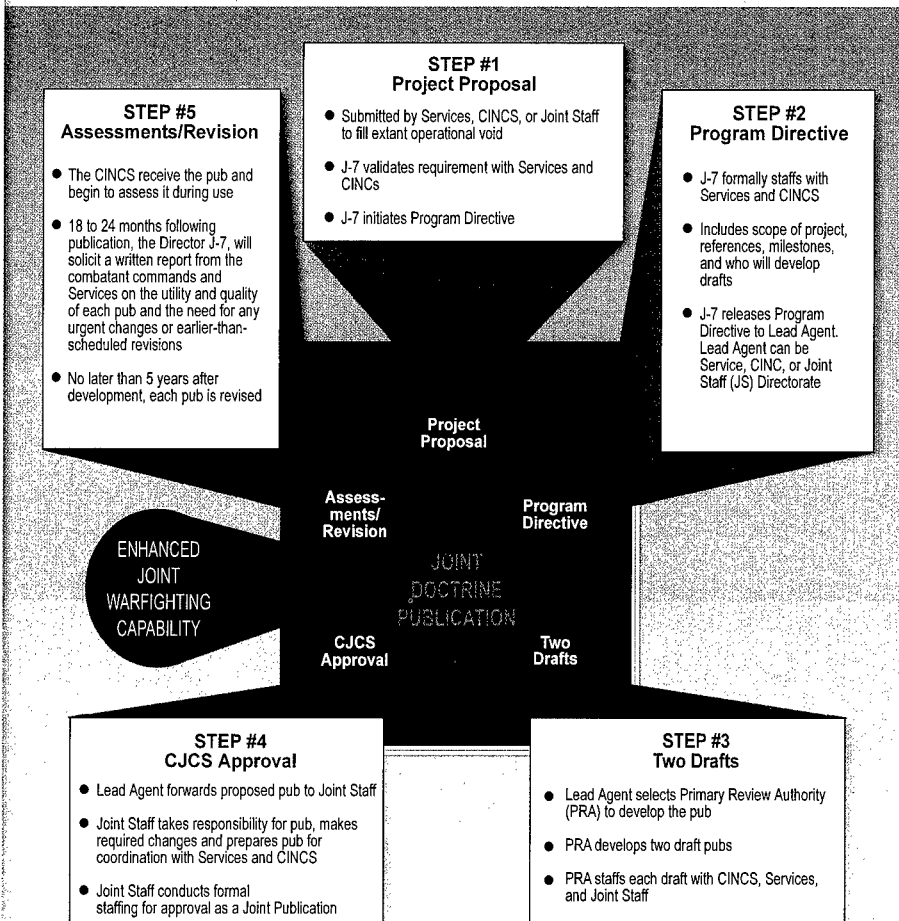 STEP #1
Project Proposal
● Submitted by Services, CINCS, or Joint Staff
to fill extant operational void
● J-7 validates requirement with Services and
CINCs
● J-7 initiates Program Directive
STEP #2
Program Directive
● J-7 formally staffs with
Services and CINCS
● Includes scope of project,
references, milestones,
and who will develop
drafts
● J-7 releases Program
Directive to Lead Agent.
Lead Agent can be
Service, CINC, or Joint
Staff (JS) Directorate
STEP #3
Two Drafts
● Lead Agent selects Primary Review Authority
(PRA) to develop the pub
● PRA develops two draft pubs
● PRA staffs each draft with CINCS, Services,
and Joint Staff
STEP #4
CJCS Approval
● Lead Agent forwards proposed pub to Joint Staff
● Joint Staff takes responsibility for pub, makes
required changes and prepares pub for
coordination with Services and CINCS
● Joint Staff conducts formal
staffing for approval as a Joint Publication
STEP #5
Assessments/Revision
● The CINCS receive the pub and
begin to assess it during use
● 18 to 24 months following
publication, the Director J-7, will
solicit a written report from the
combatant commands and
Services on the utility and quality
of each pub and the need for any
urgent changes or earlier-than-
scheduled revisions
● No later than 5 years after
development, each pub is revised
Project
Proposal
Program
Directive
Two
Drafts
CJCS
Approval
Assess-
ments/
Revision
JOINT
DOCTRINE
PUBLICATION
ENHANCED
JOINT
WARFIGHTING
CAPABILITY